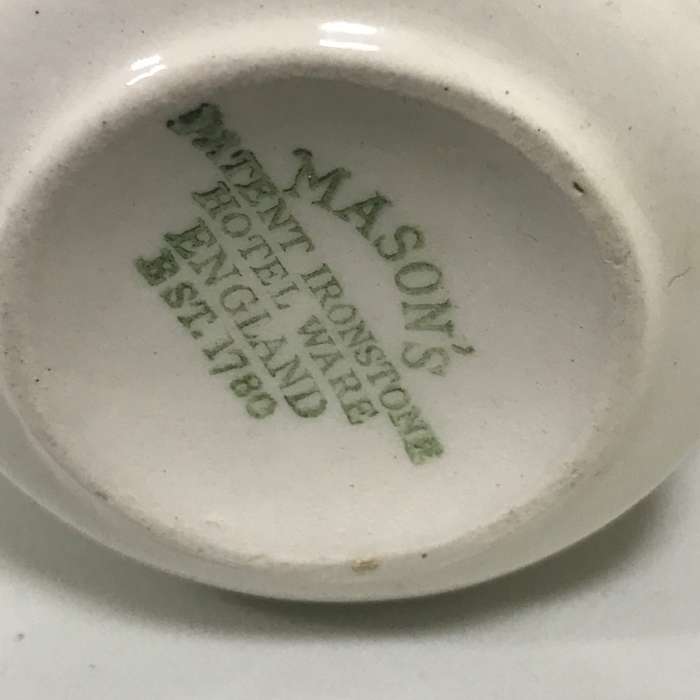 MASON'S
PATENT IRONSTONE
HOTEL WARE
ENGLAND
EST. 1780